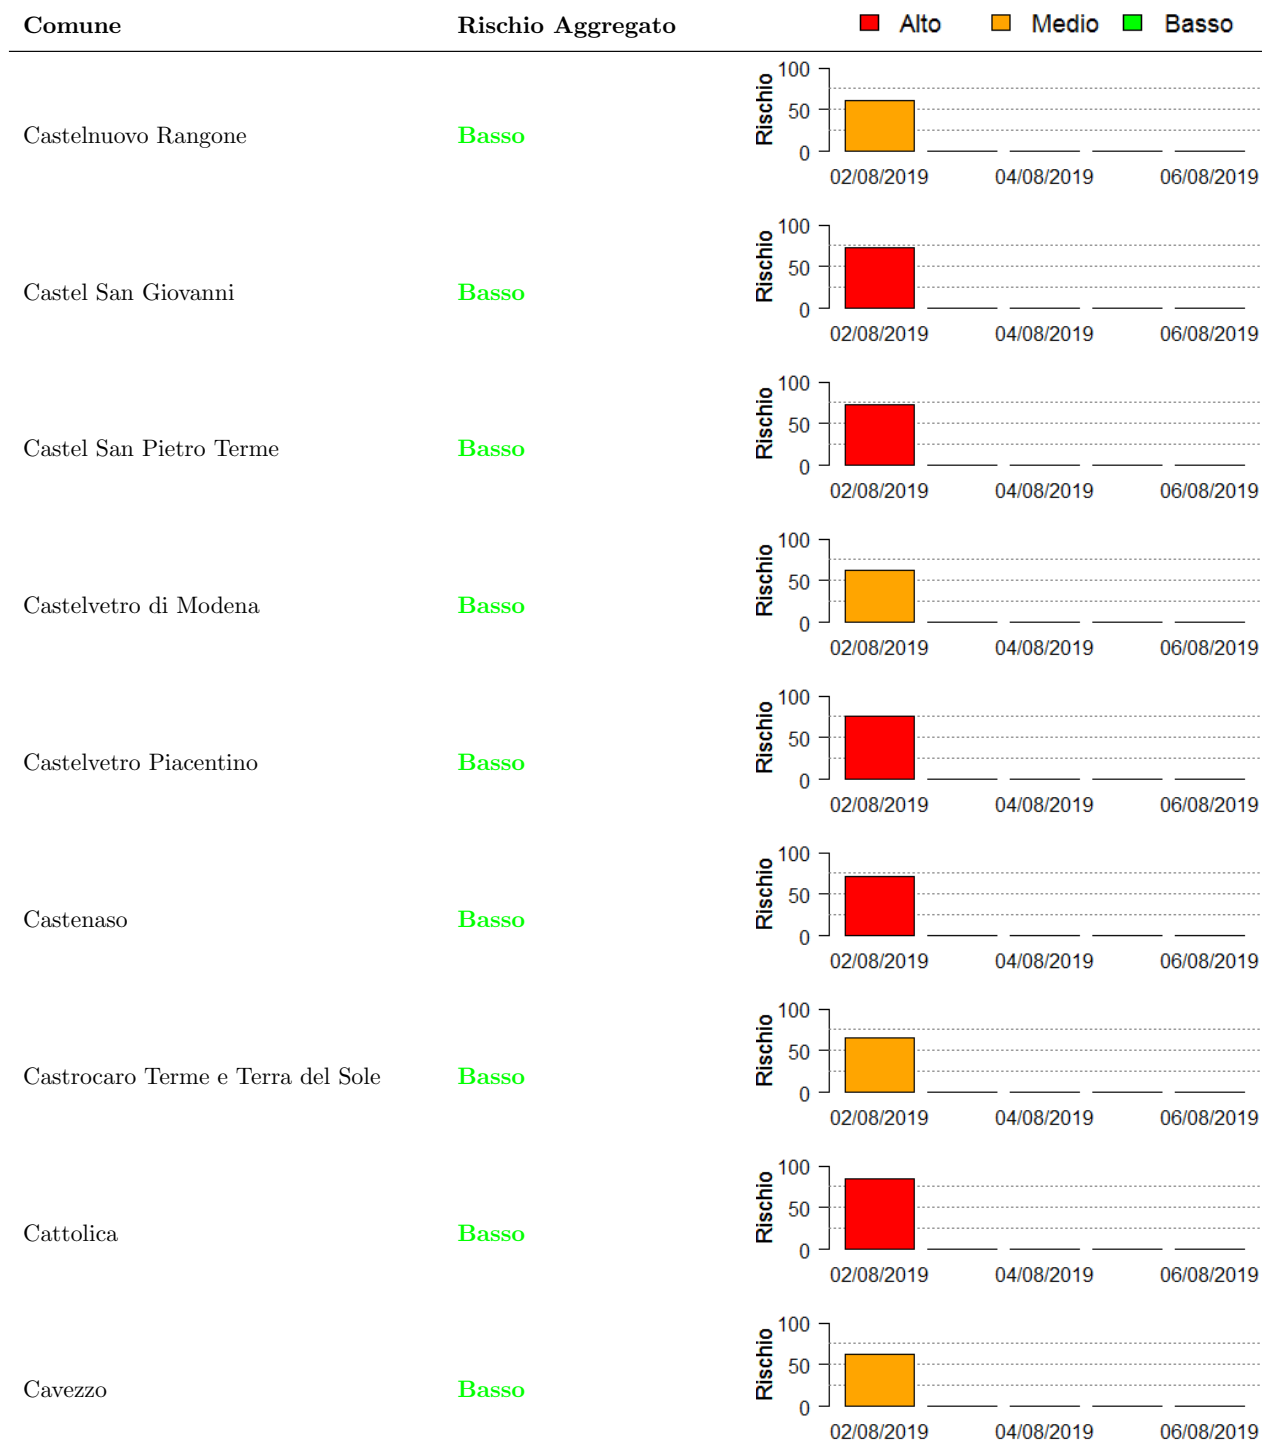 Comune Rischio Aggregato Alto Medio Basso
Castelnuovo Rangone Basso
Rischio
100
50
0
02/08/2019 04/08/2019 06/08/2019
Castel San Giovanni Basso
Rischio
100
50
0
02/08/2019 04/08/2019 06/08/2019
Castel San Pietro Terme Basso
Rischio
100
50
0
02/08/2019 04/08/2019 06/08/2019
Castelvetro di Modena Basso
Rischio
100
50
0
02/08/2019 04/08/2019 06/08/2019
Castelvetro Piacentino Basso
Rischio
100
50
0
02/08/2019 04/08/2019 06/08/2019
Castenaso Basso
Rischio
100
50
0
02/08/2019 04/08/2019 06/08/2019
Castrocaro Terme e Terra del Sole Basso
Rischio
100
50
0
02/08/2019 04/08/2019 06/08/2019
Cattolica Basso
Rischio
100
50
0
02/08/2019 04/08/2019 06/08/2019
Cavezzo Basso
Rischio
100
50
0
02/08/2019 04/08/2019 06/08/2019